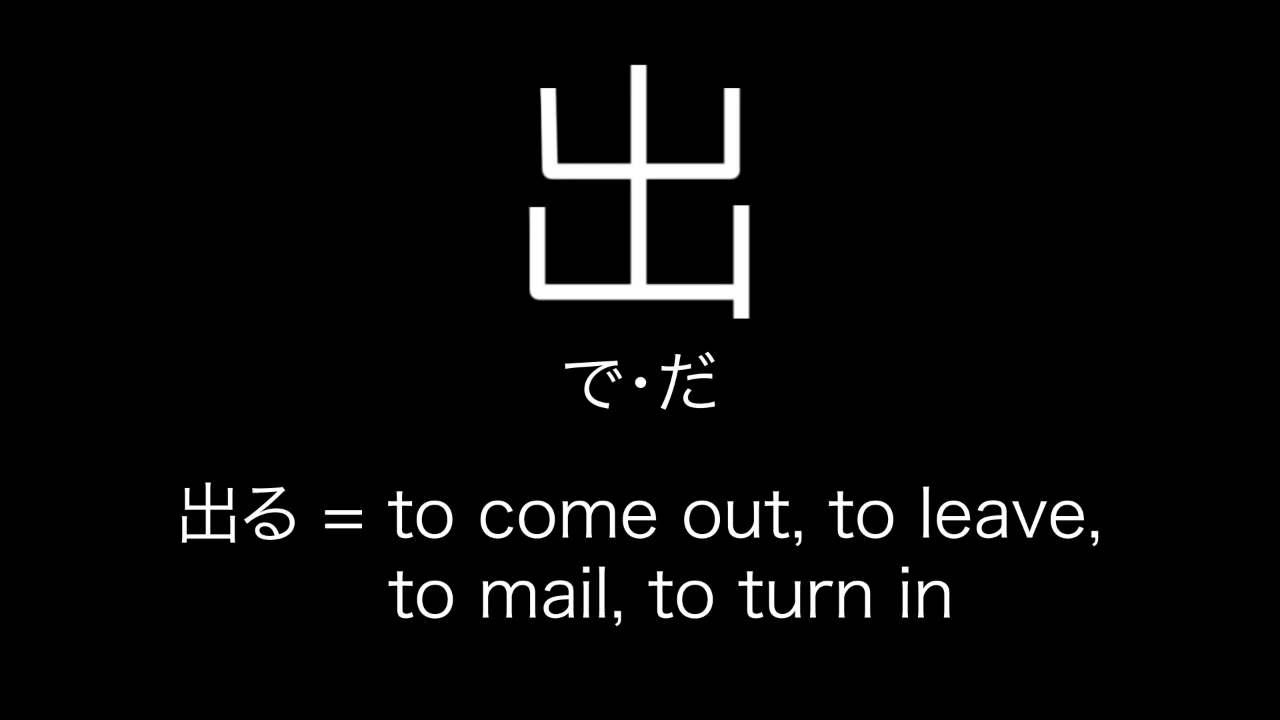 出
で・だ
出る = to come out, to leave,
to mail, to turn in